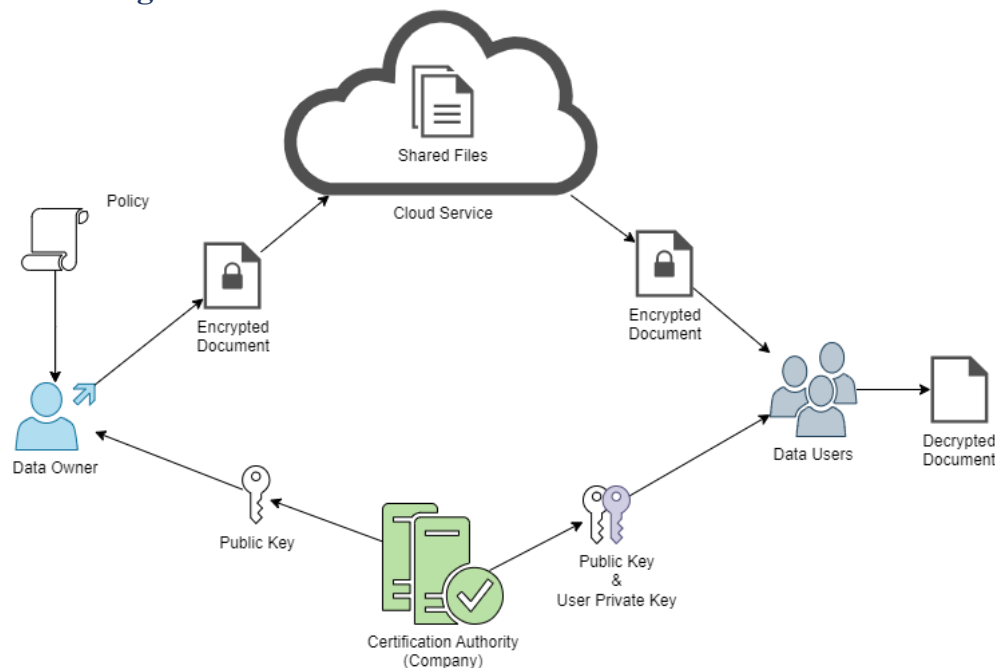 Shared Files
Cloud Service
Policy
Encrypted
Document
Encrypted
Document
Data Owner
Data Users
Decrypted
Document
Public Key
Public Key
&
User Private Key
Certification Authority
(Company)